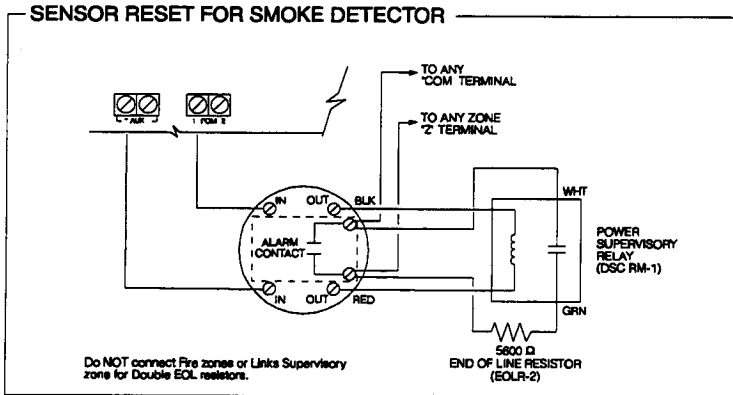 SENSOR RESET FOR SMOKE DETECTOR
TO ANY
"COM TERMINAL
TO ANY ZONE
"Z" TERMINAL
AUX
1 PGM 2
IN
OUT
BLK
WHT
ALARM
CONTACT
POWER
SUPERVISORY
RELAY
(DSC RM-1)
IN
OUT
RED
GRN
5600 Ω
END OF LINE RESISTOR
(EOLR-2)
Do NOT connect Fire zones or Links Supervisory
zone for Double EOL resistors.